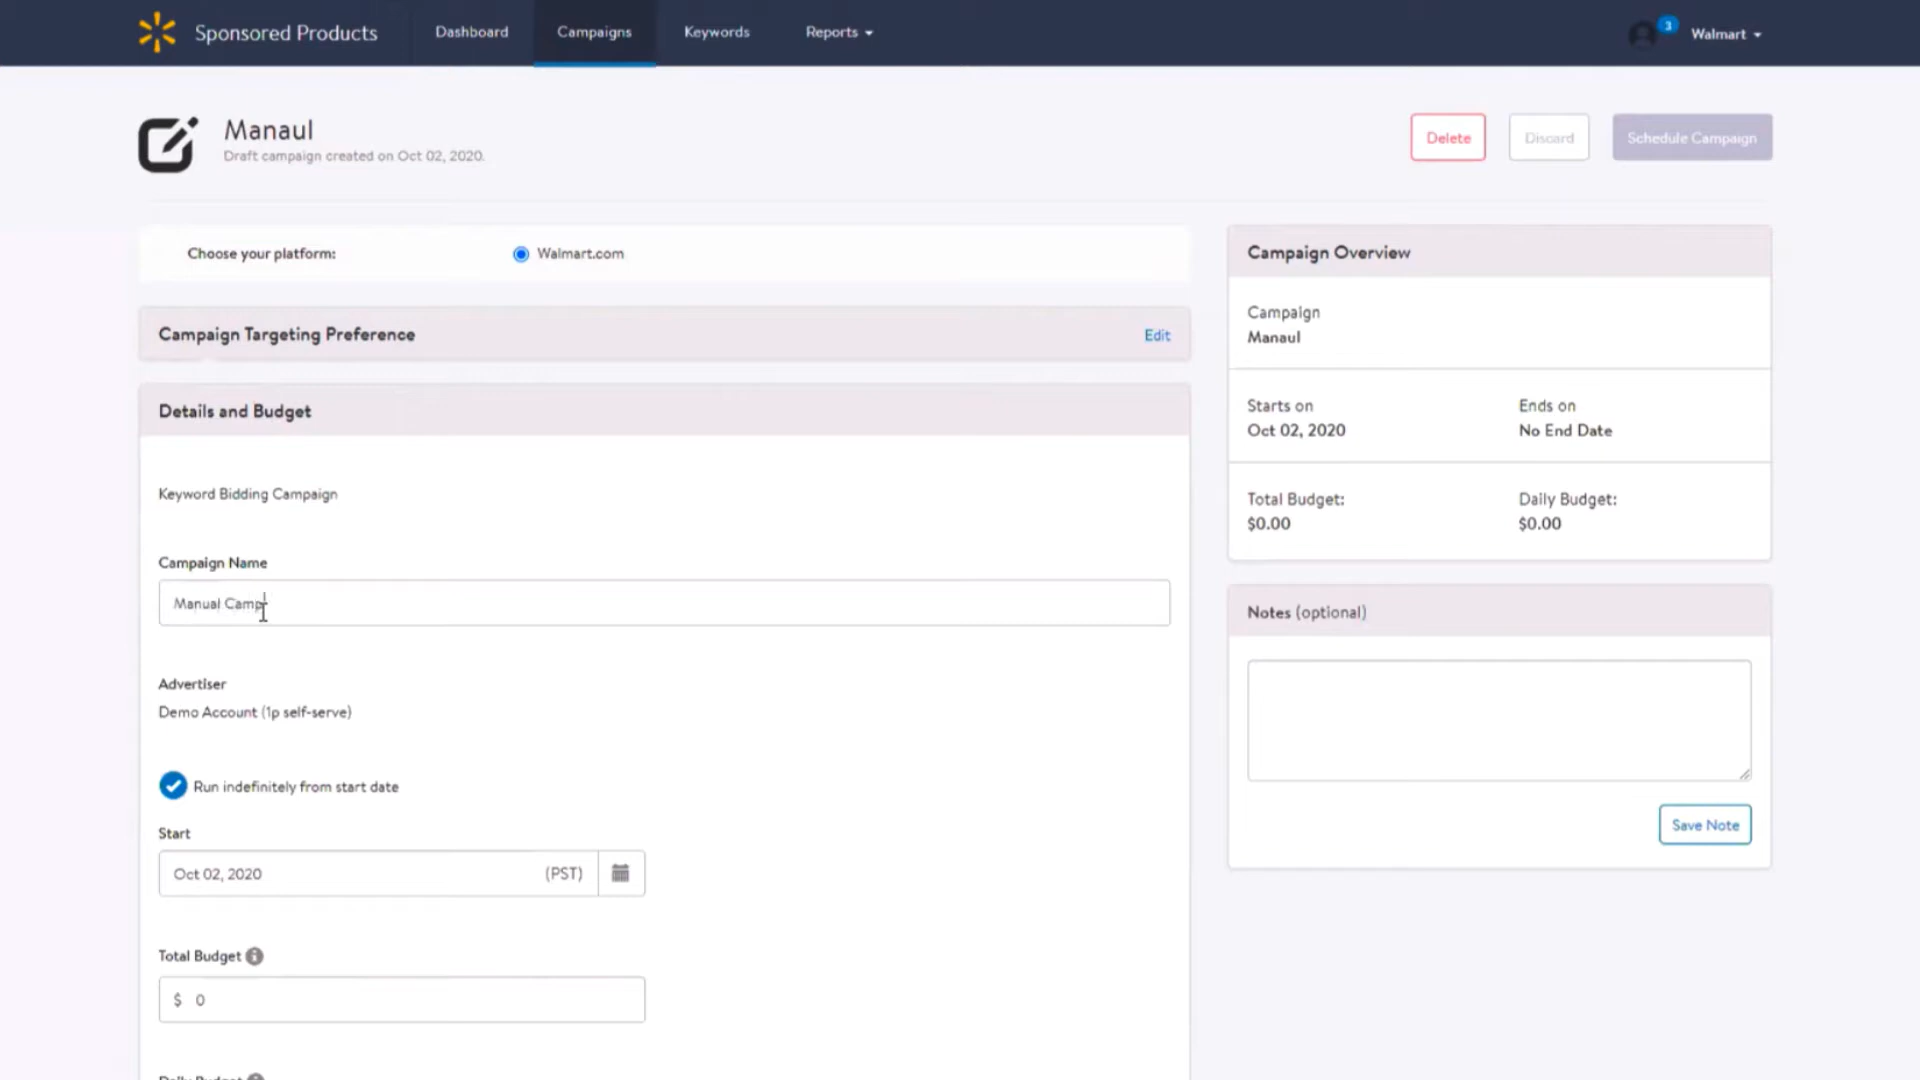 Sponsored Products
Dashboard
Campaigns
Keywords
Reports
3
Walmart
Manaul
Draft campaign created on Oct 02, 2020.
Delete
Discard
Schedule Campaign
Choose your platform:
Walmart.com
Campaign Targeting Preference
Edit
Details and Budget
Keyword Bidding Campaign
Campaign Name
Manual Camp
Advertiser
Demo Account (1p self-serve)
Run indefinitely from start date
Start
Oct 02, 2020
(PST)
Total Budget
$ 0
Daily Budget
Campaign Overview
Campaign
Manaul
Starts on
Oct 02, 2020
Ends on
No End Date
Total Budget:
$0.00
Daily Budget:
$0.00
Notes (optional)
Save Note